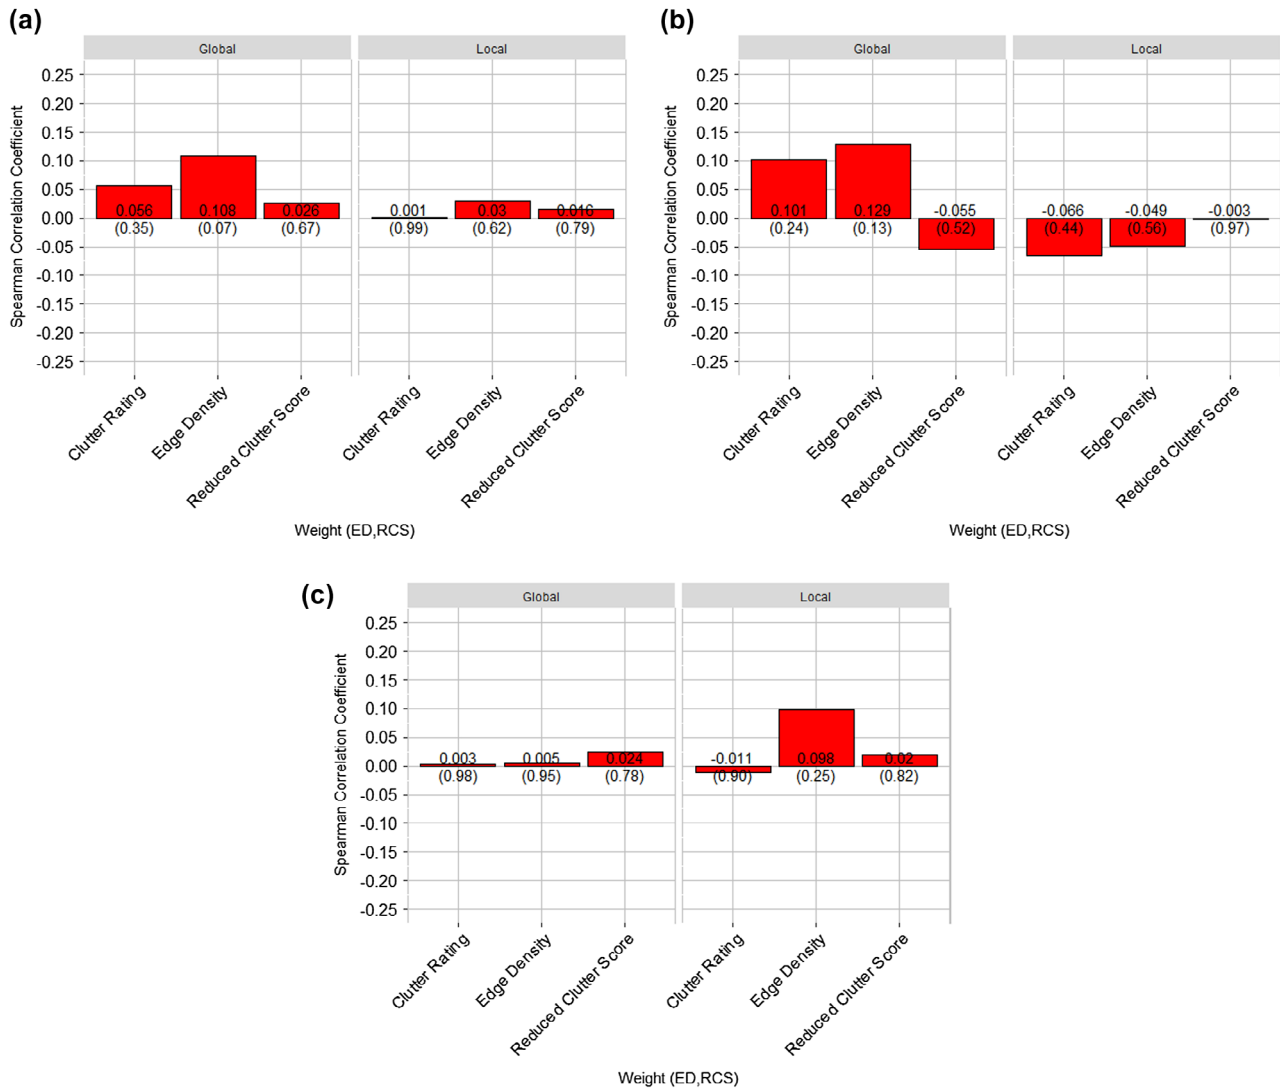 (a)
Global Local
0.25
0.20
0.15
0.10
0.05
0.00
-0.05
-0.10
-0.15
-0.20
-0.25
Spearman Correlation Coefficient
0.056 0.108 0.026 0.001 0.03 0.016
(0.35) (0.07) (0.67) (0.99) (0.62) (0.79)
Clutter Rating
Edge Density
Reduced Clutter Score
Clutter Rating
Edge Density
Reduced Clutter Score
Weight (ED,RCS)
(b)
Global Local
0.25
0.20
0.15
0.10
0.05
0.00
-0.05
-0.10
-0.15
-0.20
-0.25
Spearman Correlation Coefficient
0.101 0.129 -0.055 -0.066 -0.049 -0.003
(0.24) (0.13) (0.52) (0.44) (0.56) (0.97)
Clutter Rating
Edge Density
Reduced Clutter Score
Clutter Rating
Edge Density
Reduced Clutter Score
Weight (ED,RCS)
(c)
Global Local
0.25
0.20
0.15
0.10
0.05
0.00
-0.05
-0.10
-0.15
-0.20
-0.25
Spearman Correlation Coefficient
0.003 0.005 0.024 -0.011 0.098 0.02
(0.98) (0.95) (0.78) (0.90) (0.25) (0.82)
Clutter Rating
Edge Density
Reduced Clutter Score
Clutter Rating
Edge Density
Reduced Clutter Score
Weight (ED,RCS)